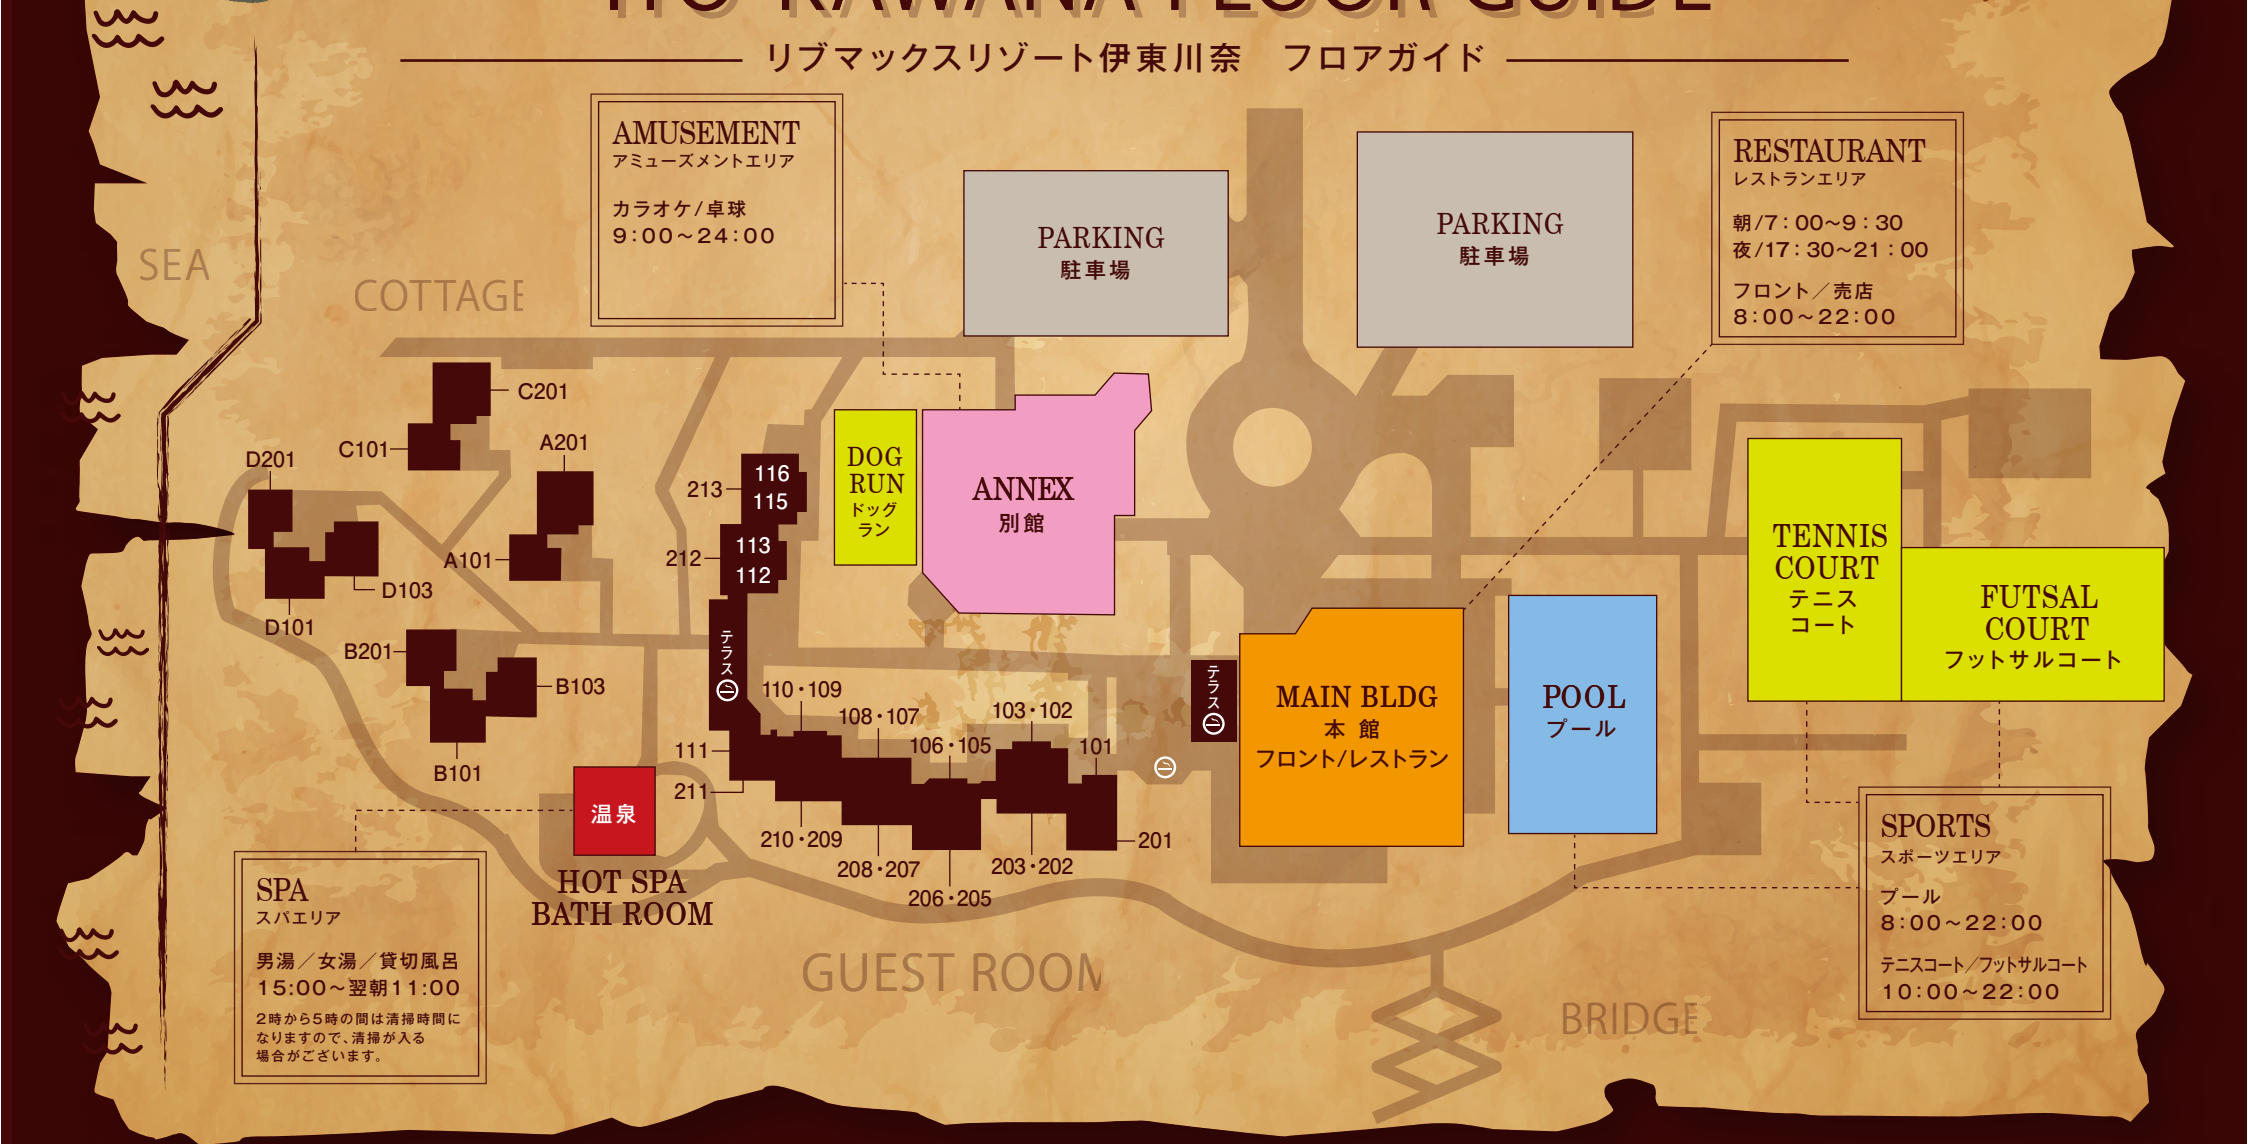 ITO KAWANA FLOOR GUIDE
リブマックスリゾート伊東川奈　フロアガイド
AMUSEMENT
アミューズメントエリア
カラオケ/卓球
9:00～24:00
PARKING
駐車場
PARKING
駐車場
RESTAURANT
レストランエリア
朝/7：00～9：30
夜/17：30～21：00
フロント／売店
8:00～22:00
SEA
COTTAGE
C201
C101
A201
D201
A101
D103
D101
B201
B103
B101
213
116
115
212
113
112
DOG
RUN
ドッグ
ラン
ANNEX
別館
TENNIS
COURT
テニス
コート
FUTSAL
COURT
フットサルコート
テラス
テラス
MAIN BLDG
本 館
フロント/レストラン
POOL
プール
110・109
108・107
106・105
103・102
101
111
211
210・209
208・207
206・205
203・202
201
温泉
HOT SPA
BATH ROOM
SPA
スパエリア
男湯／女湯／貸切風呂
15:00～翌朝11:00
2時から5時の間は清掃時間に
なりますので、清掃が入る
場合がございます。
GUEST ROOM
BRIDGE
SPORTS
スポーツエリア
プール
8:00～22:00
テニスコート／フットサルコート
10:00～22:00